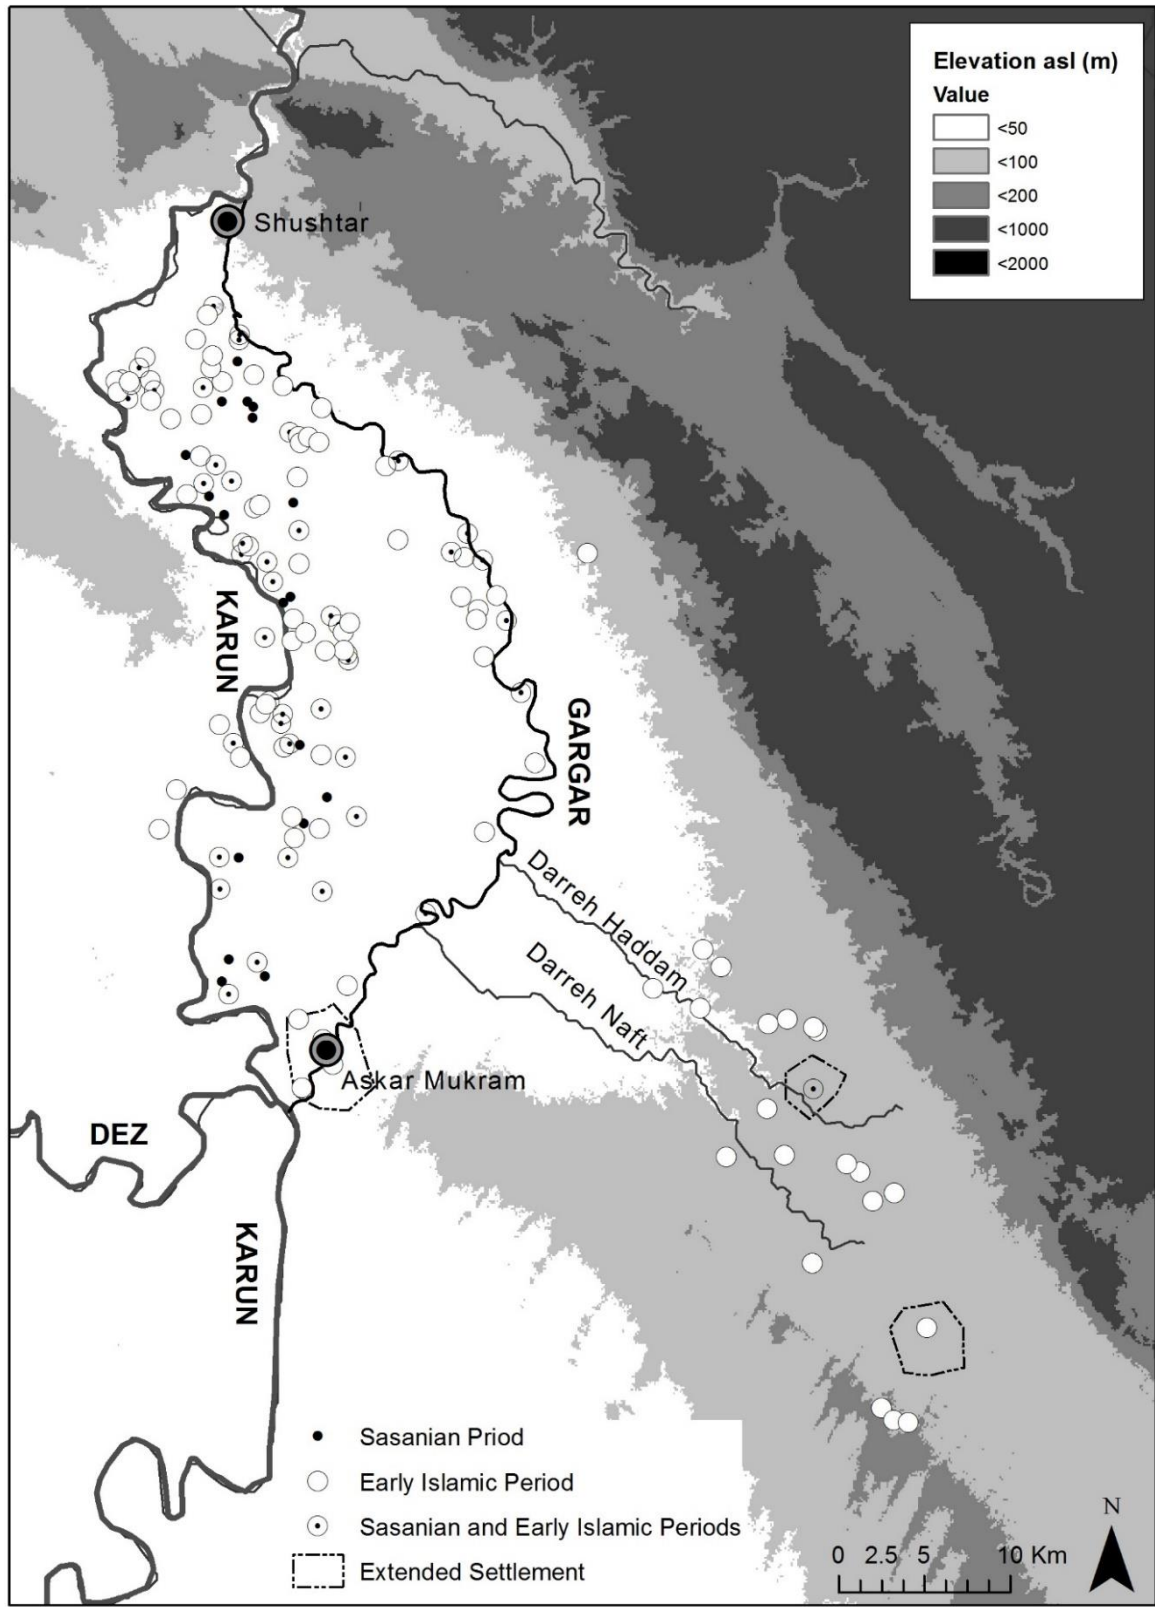 Elevation asl (m)
Value
<50
<100
<200
<1000
<2000
Shushtar
KARUN
GARGAR
Darreh Haddam
Darreh Naft
Askar Mukram
DEZ
KARUN
Sasanian Priod
Early Islamic Period
Sasanian and Early Islamic Periods
Extended Settlement
N
0 2.5 5 10 Km